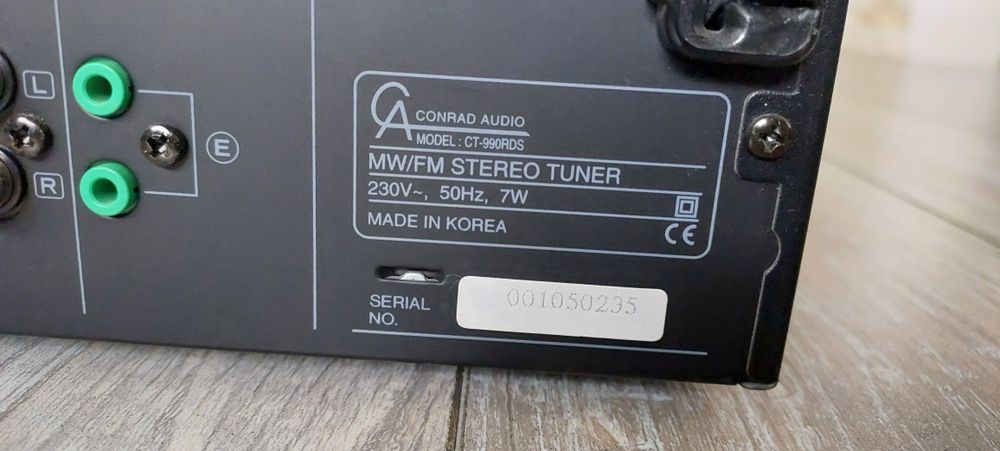 L
R
E
CA CONRAD AUDIO
MODEL : CT-990RDS
MW/FM STEREO TUNER
230V~, 50Hz, 7W
MADE IN KOREA
CE
SERIAL
NO.
001050235